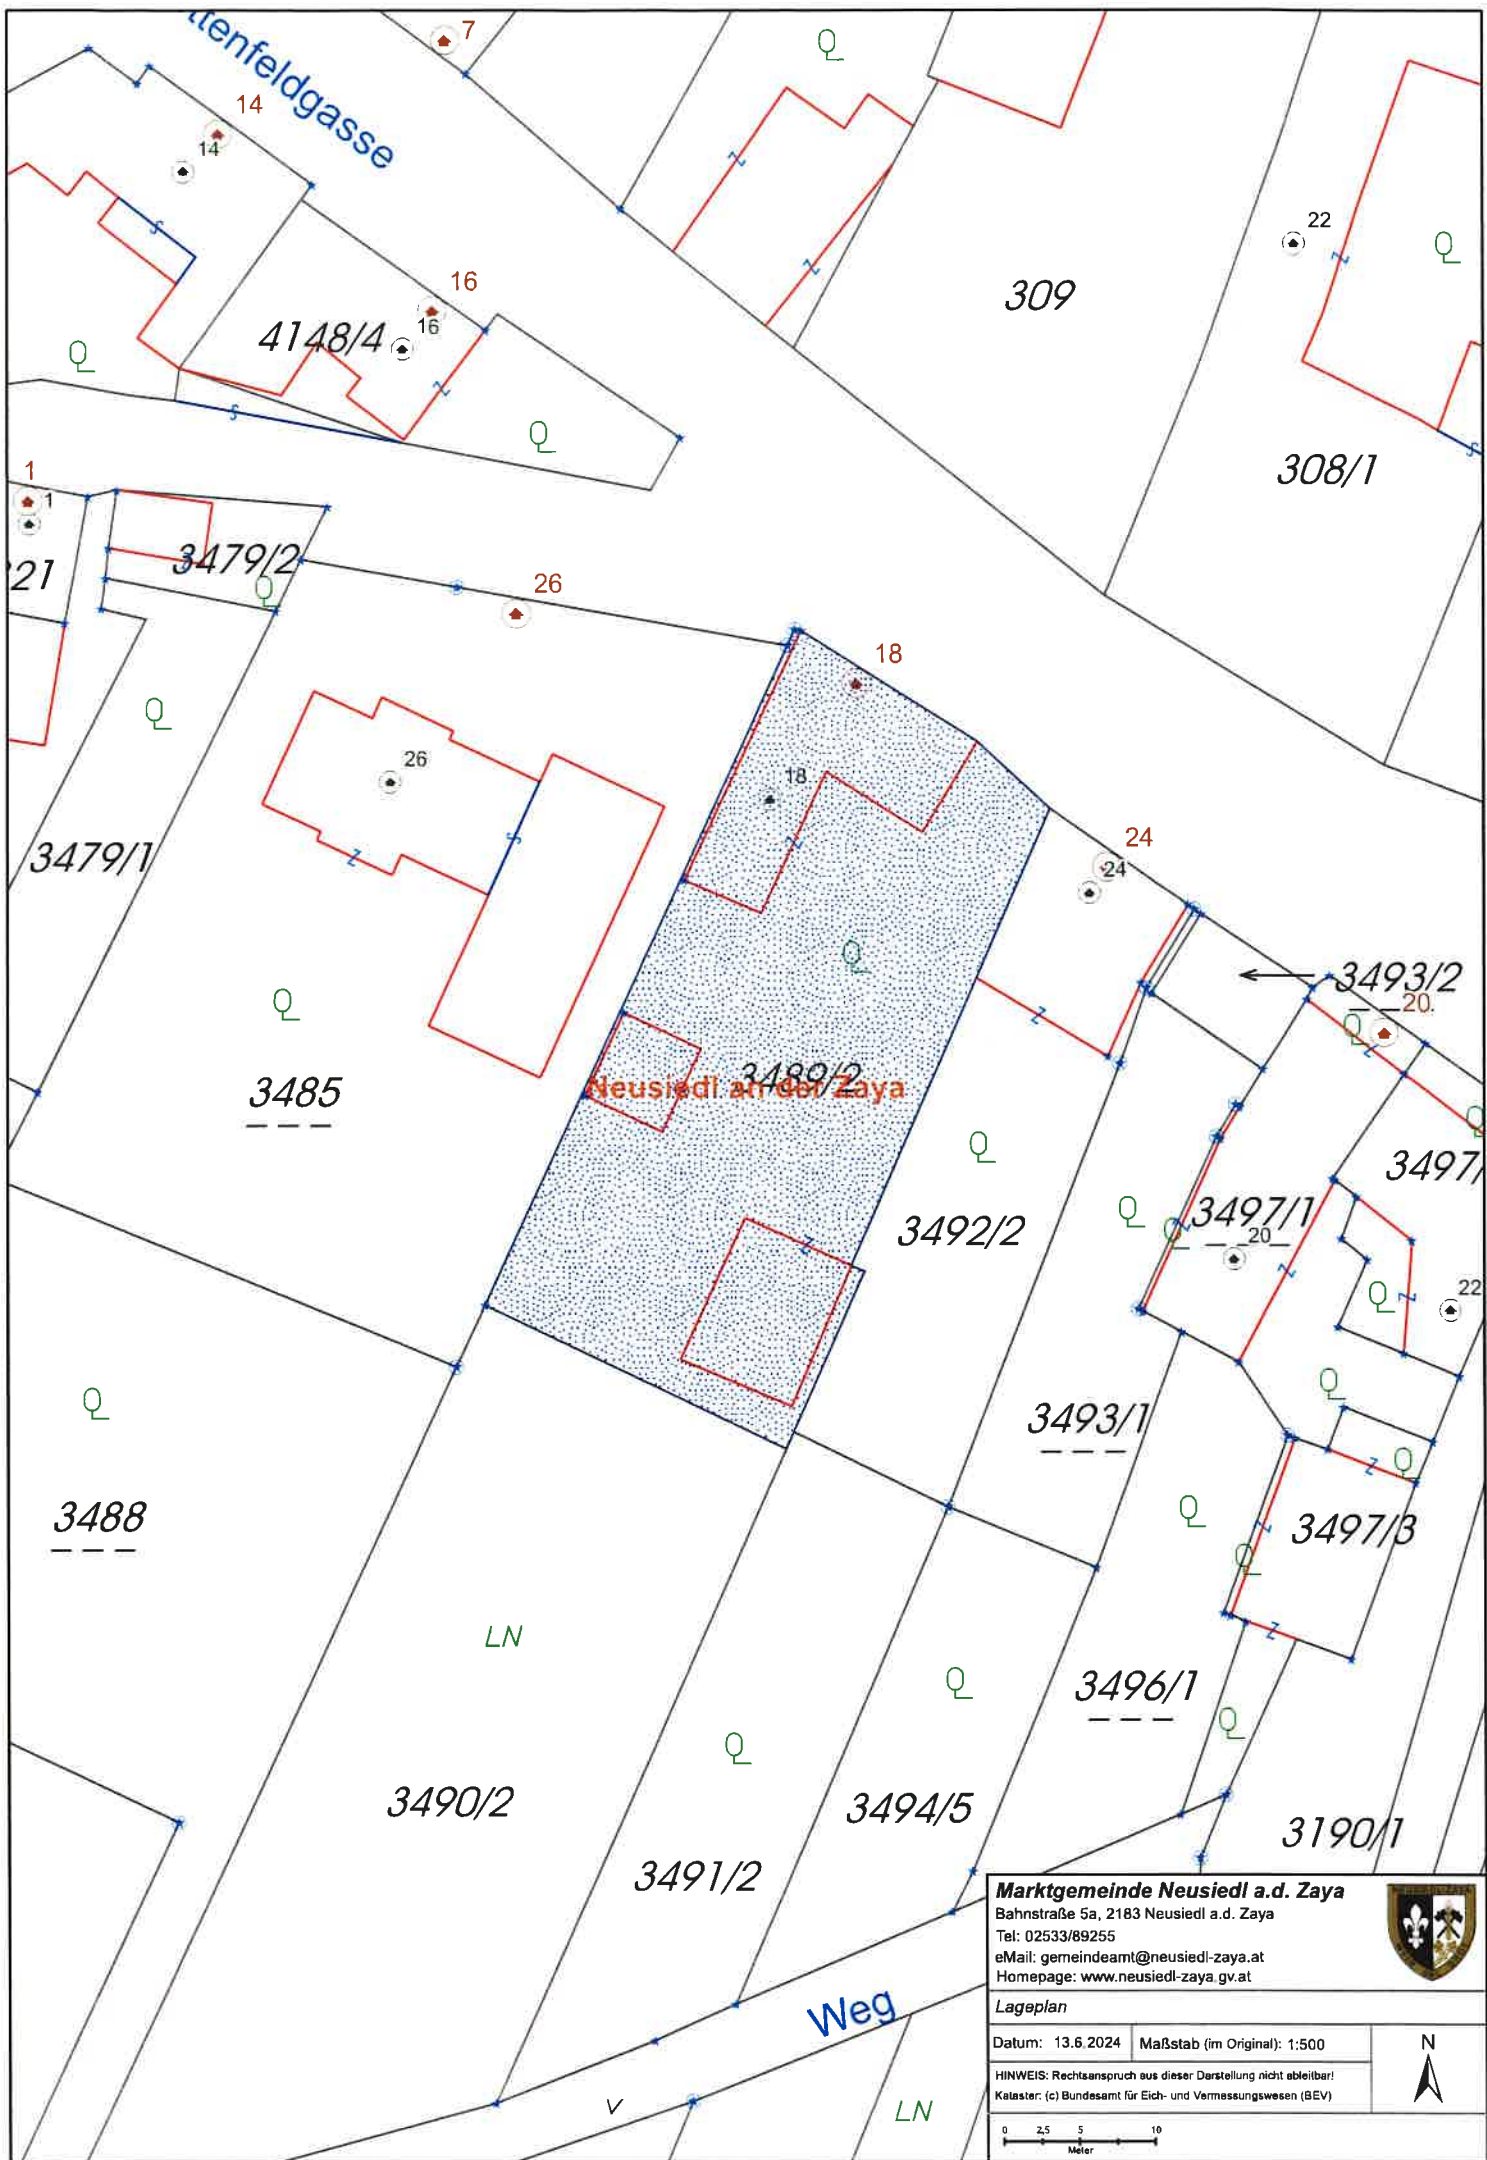 ttenfeldgasse
7
14
14
16
16
4148/4
309
22
308/1
1
1
21
3479/2
26
18
26
18
3479/1
24
24
3493/2
20
3485
3489/2
Neusiedl an der Zaya
3497/
3497/1
20
3492/2
22
3493/1
3488
3497/3
LN
3496/1
3490/2
3494/5
3190/1
3491/2
Weg
LN
Marktgemeinde Neusiedl a.d. Zaya
Bahnstraße 5a, 2183 Neusiedl a.d. Zaya
Tel: 02533/89255
eMail: gemeindeamt@neusiedl-zaya.at
Homepage: www.neusiedl-zaya.gv.at
Lageplan
Datum: 13.6.2024 Maßstab (im Original): 1:500
N
HINWEIS: Rechtsanspruch aus dieser Darstellung nicht ableitbar!
Kataster: (c) Bundesamt für Eich- und Vermessungswesen (BEV)
0 2,5 5 10
Meter